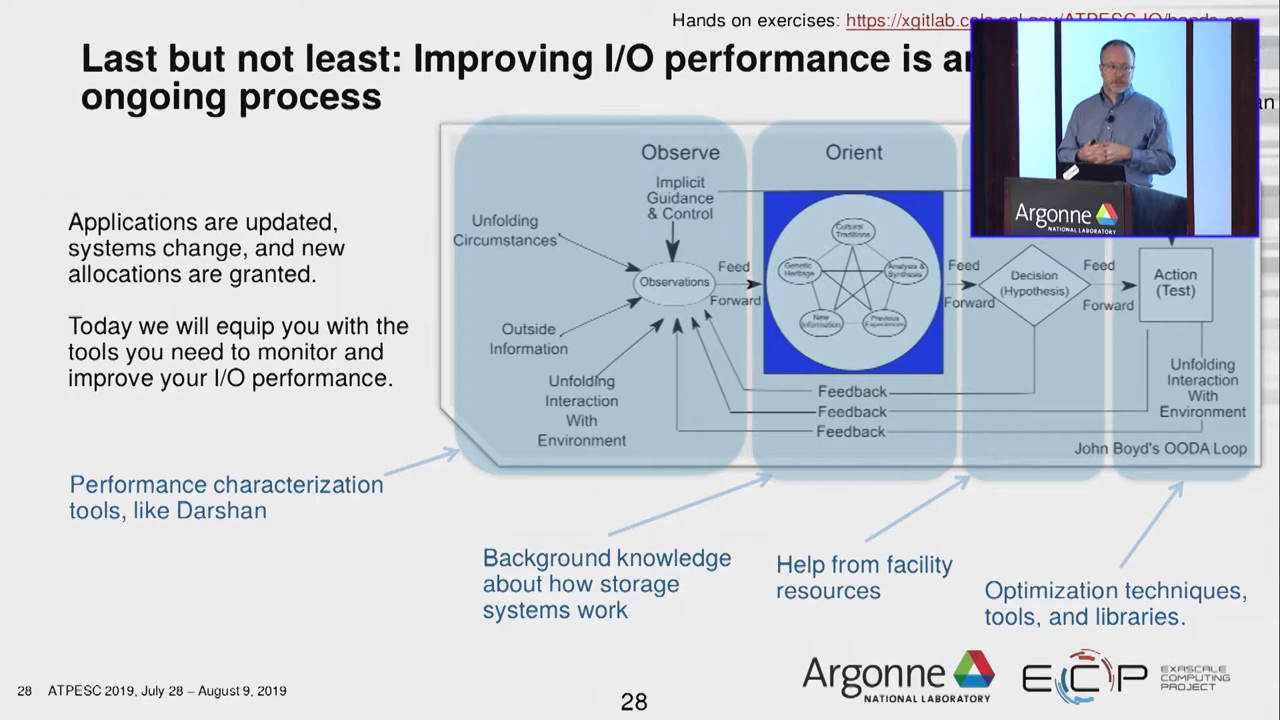 Hands on exercises: https://xgitlab.cels.anl.gov/ATPESC-IO/hands-on
Last but not least: Improving I/O performance is an
ongoing process
Applications are updated,
systems change, and new
allocations are granted.
Today we will equip you with the
tools you need to monitor and
improve your I/O performance.
Observe
Orient
Implicit
Guidance
& Control
Unfolding
Circumstances
Observations
Feed
Forward
Outside
Information
Unfolding
Interaction
With
Environment
Cultural
Traditions
Genetic
Heritage
Analysis &
Synthesis
New
Information
Previous
Experiences
Feed
Forward
Decision
(Hypothesis)
Feed
Forward
Action
(Test)
Feedback
Feedback
Feedback
Unfolding
Interaction
With
Environment
John Boyd's OODA Loop
Argonne
NATIONAL LABORATORY
Performance characterization
tools, like Darshan
Background knowledge
about how storage
systems work
Help from facility
resources
Optimization techniques,
tools, and libraries.
28 ATPESC 2019, July 28 – August 9, 2019
28
Argonne
NATIONAL LABORATORY
ECP
EXASCALE
COMPUTING
PROJECT